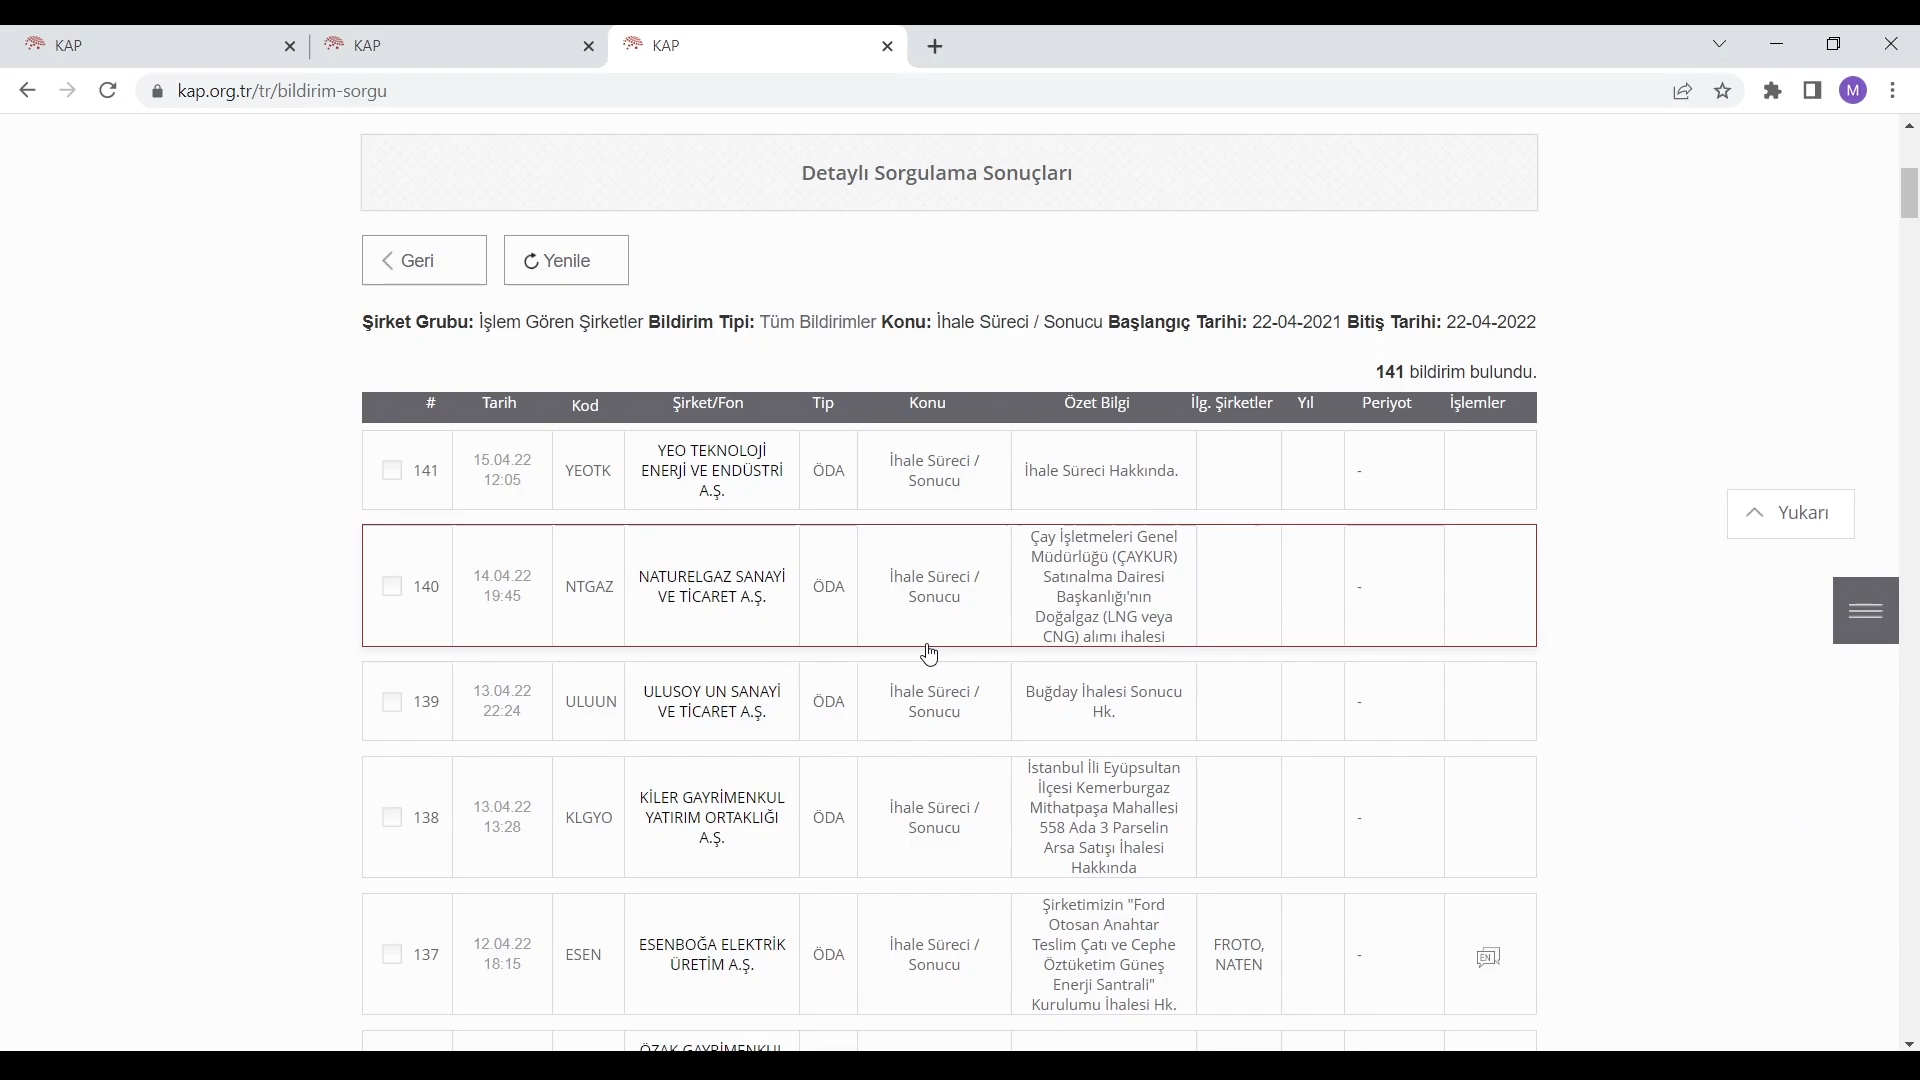 KAP
KAP
KAP
kap.org.tr/tr/bildirim-sorgu
M
Detaylı Sorgulama Sonuçları
Geri
Yenile
Şirket Grubu: İşlem Gören Şirketler Bildirim Tipi: Tüm Bildirimler Konu: İhale Süreci / Sonucu Başlangıç Tarihi: 22-04-2021 Bitiş Tarihi: 22-04-2022
141 bildirim bulundu.
# Tarih Kod Şirket/Fon Tip Konu Özet Bilgi İlg. Şirketler Yıl Periyot İşlemler
141
15.04.22
12:05
YEOTK
YEO TEKNOLOJİ
ENERJİ VE ENDÜSTRİ
A.Ş.
ÖDA
İhale Süreci /
Sonucu
İhale Süreci Hakkında.
-
140
14.04.22
19:45
NTGAZ
NATURELGAZ SANAYİ
VE TİCARET A.Ş.
ÖDA
İhale Süreci /
Sonucu
Çay İşletmeleri Genel
Müdürlüğü (ÇAYKUR)
Satınalma Dairesi
Başkanlığı'nın
Doğalgaz (LNG veya
CNG) alımı ihalesi
-
139
13.04.22
22:24
ULUUN
ULUSOY UN SANAYİ
VE TİCARET A.Ş.
ÖDA
İhale Süreci /
Sonucu
Buğday İhalesi Sonucu
Hk.
-
138
13.04.22
13:28
KLGYO
KİLER GAYRİMENKUL
YATIRIM ORTAKLIĞI
A.Ş.
ÖDA
İhale Süreci /
Sonucu
İstanbul İli Eyüpsultan
İlçesi Kemerburgaz
Mithatpaşa Mahallesi
558 Ada 3 Parselin
Arsa Satışı İhalesi
Hakkında
-
137
12.04.22
18:15
ESEN
ESENBOĞA ELEKTRİK
ÜRETİM A.Ş.
ÖDA
İhale Süreci /
Sonucu
Şirketimizin "Ford
Otosan Anahtar
Teslim Çatı ve Cephe
Öztüketim Güneş
Enerji Santrali"
Kurulumu İhalesi Hk.
FROTO,
NATEN
-
EN
ÖZAK GAYRİMENKUL
Yukarı